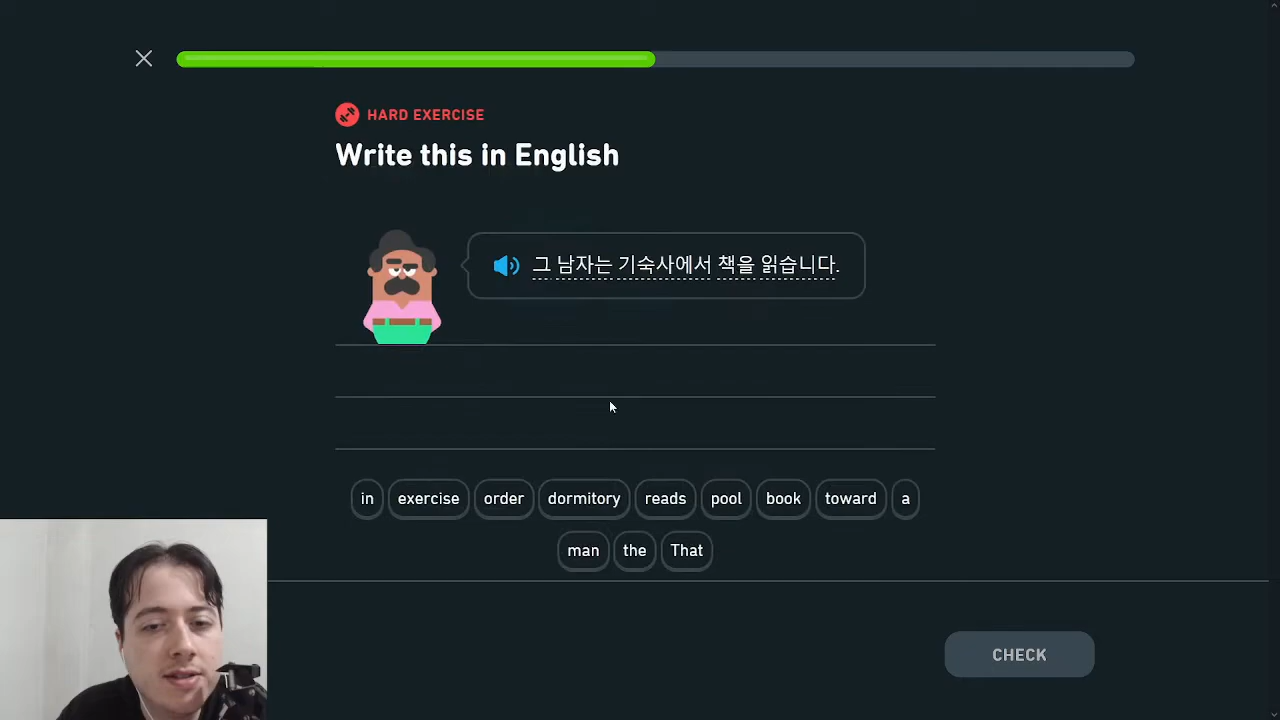 HARD EXERCISE
Write this in English
그 남자는 기숙사에서 책을 읽습니다.
in exercise order dormitory reads pool book toward a
man the That
CHECK